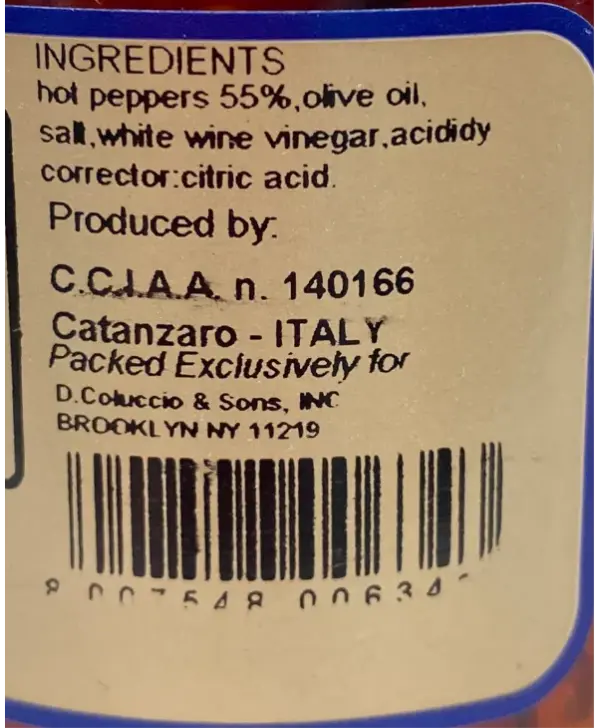 INGREDIENTS
hot peppers 55%,olive oil,
salt,white wine vinegar,acididy
corrector:citric acid.
Produced by:
C.C.I.A.A. n. 140166
Catanzaro - ITALY
Packed Exclusively for
D.Coluccio & Sons, INC
BROOKLYN NY 11219